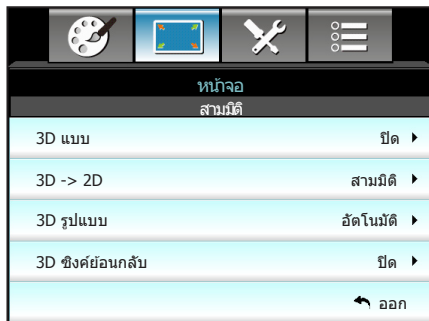 หน้าจอ
สามมิติ
3D แบบ ปิด
3D -> 2D สามมิติ
3D รูปแบบ อัตโนมัติ
3D ซิงค์ย้อนกลับ ปิด
ออก